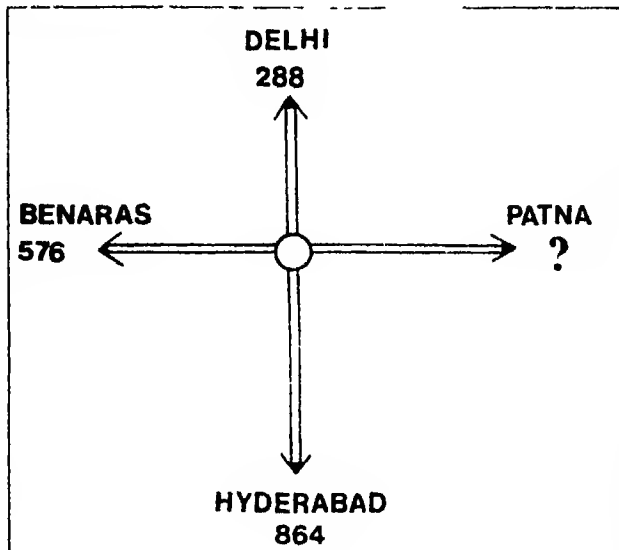 DELHI
288
BENARAS
576
PATNA
?
HYDERABAD
864